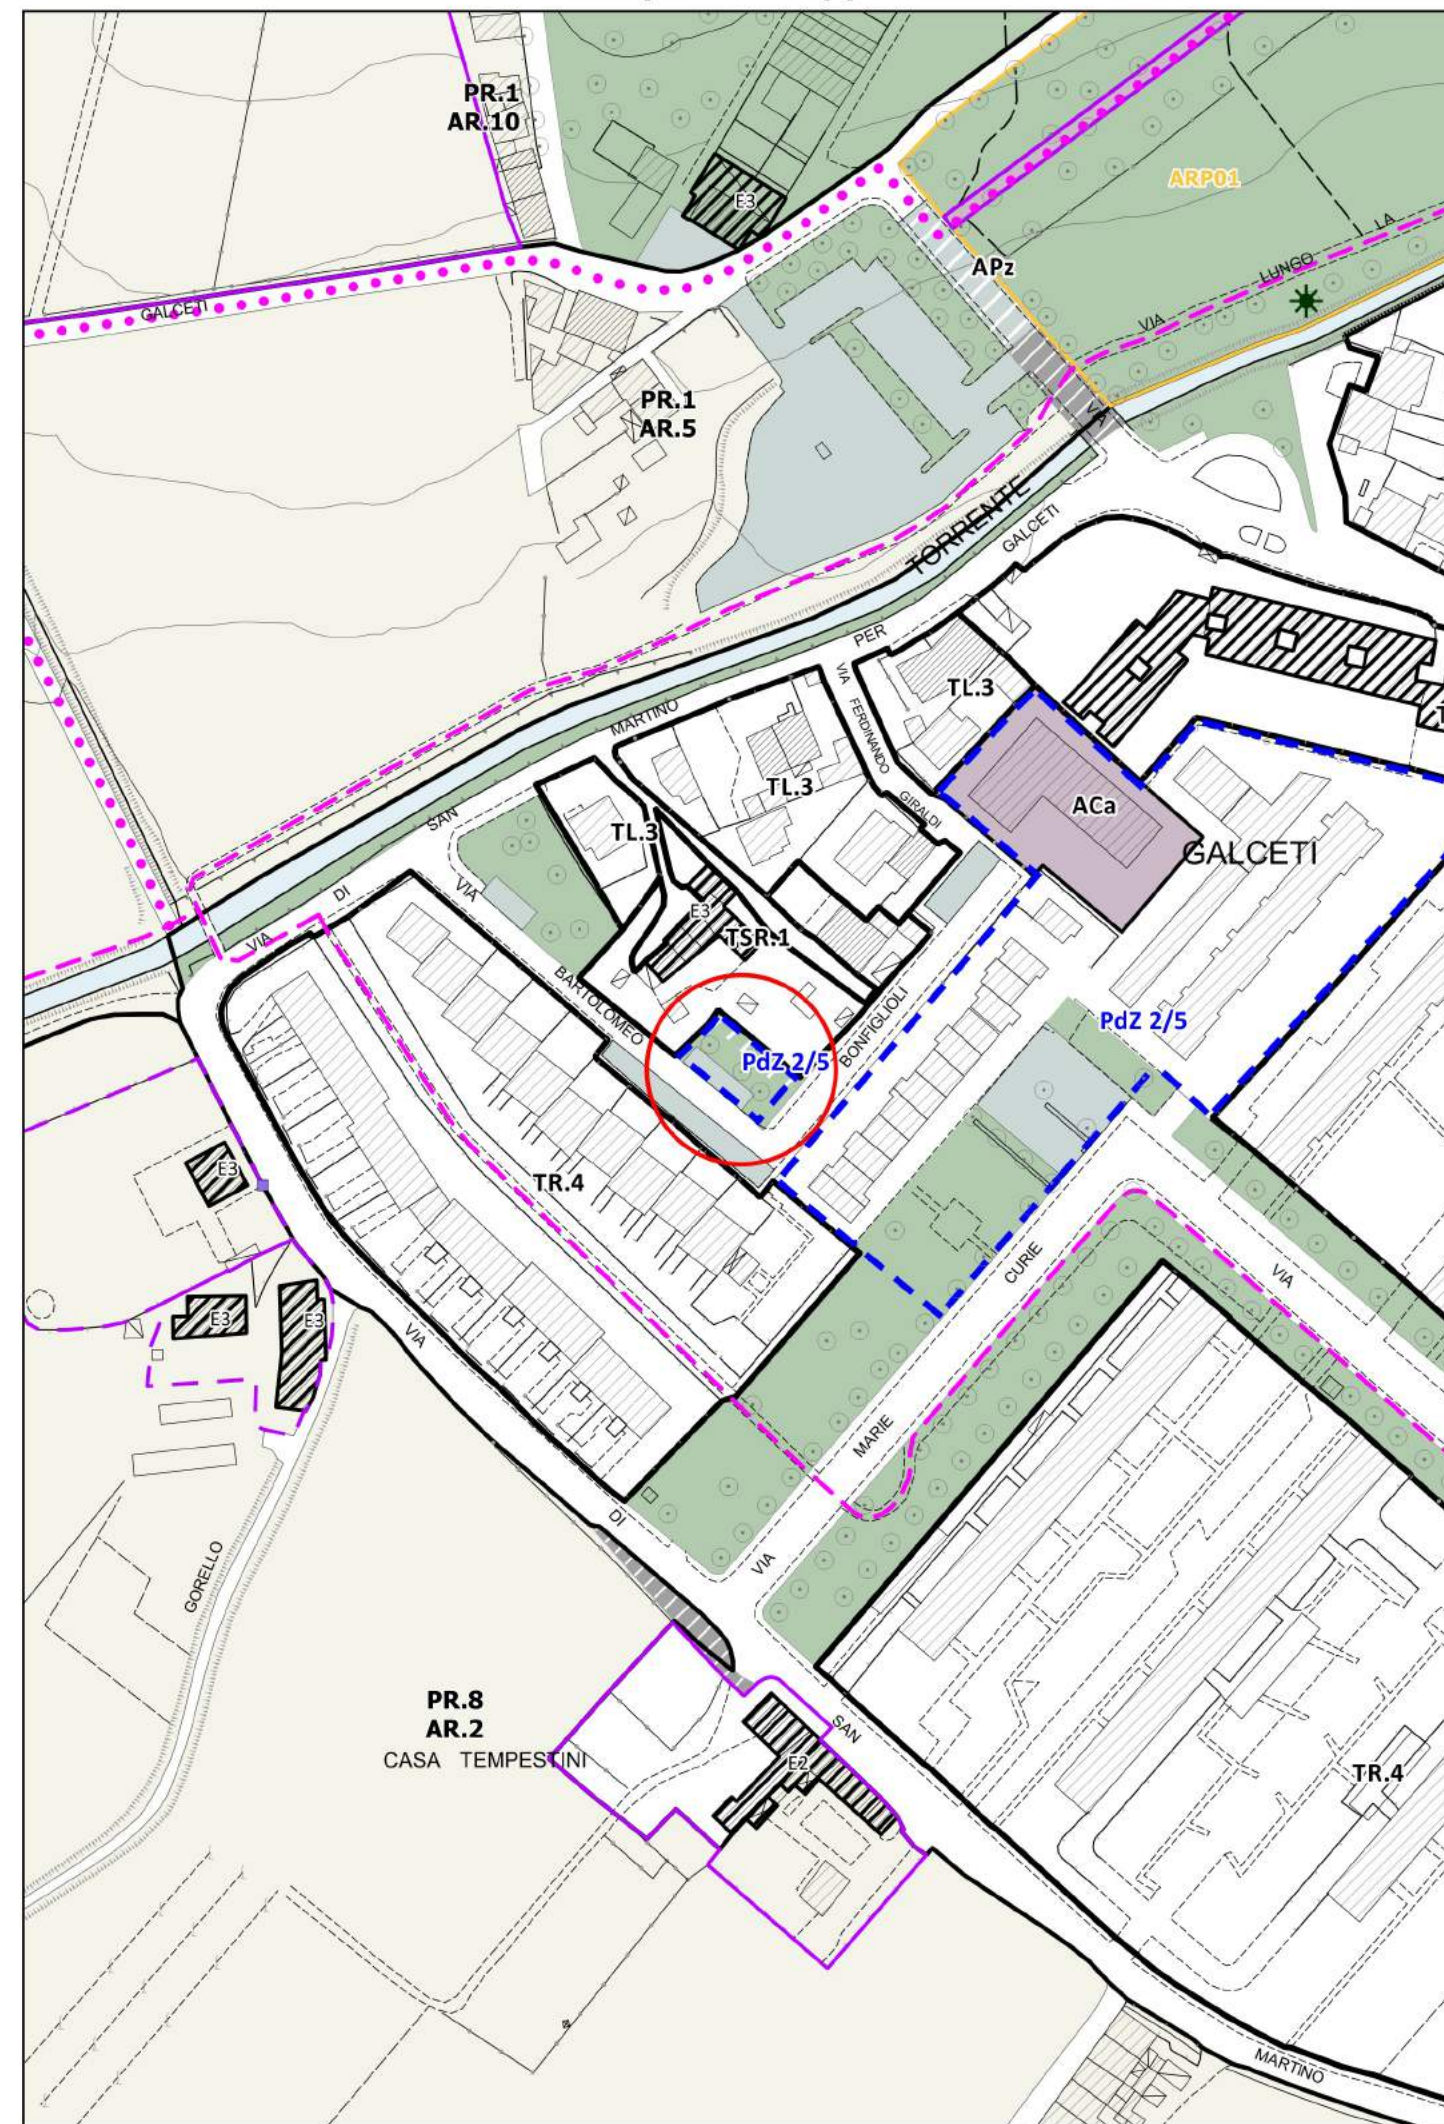 PR.1
AR.10
E3
ARP01
APz
LA
LUNGO
VIA
GALCETI
PR.1
AR.5
VIA
TORRENTE
GALCETI
PER
VIA
FERDINANDO
GIRALDI
TL.3
MARTINO
TL.3
ACa
GALCETI
SAN
TL.3
DI
VIA
E3
TSR.1
VIA
BARTOLOMEO
BONFIGLIOLI
PdZ 2/5
PdZ 2/5
E3
TR.4
CURIE
VIA
E3
E3
VIA
MARIE
DI
VIA
GORELLO
PR.8
AR.2
CASA TEMPESTINI
SAN
E2
TR.4
MARTINO